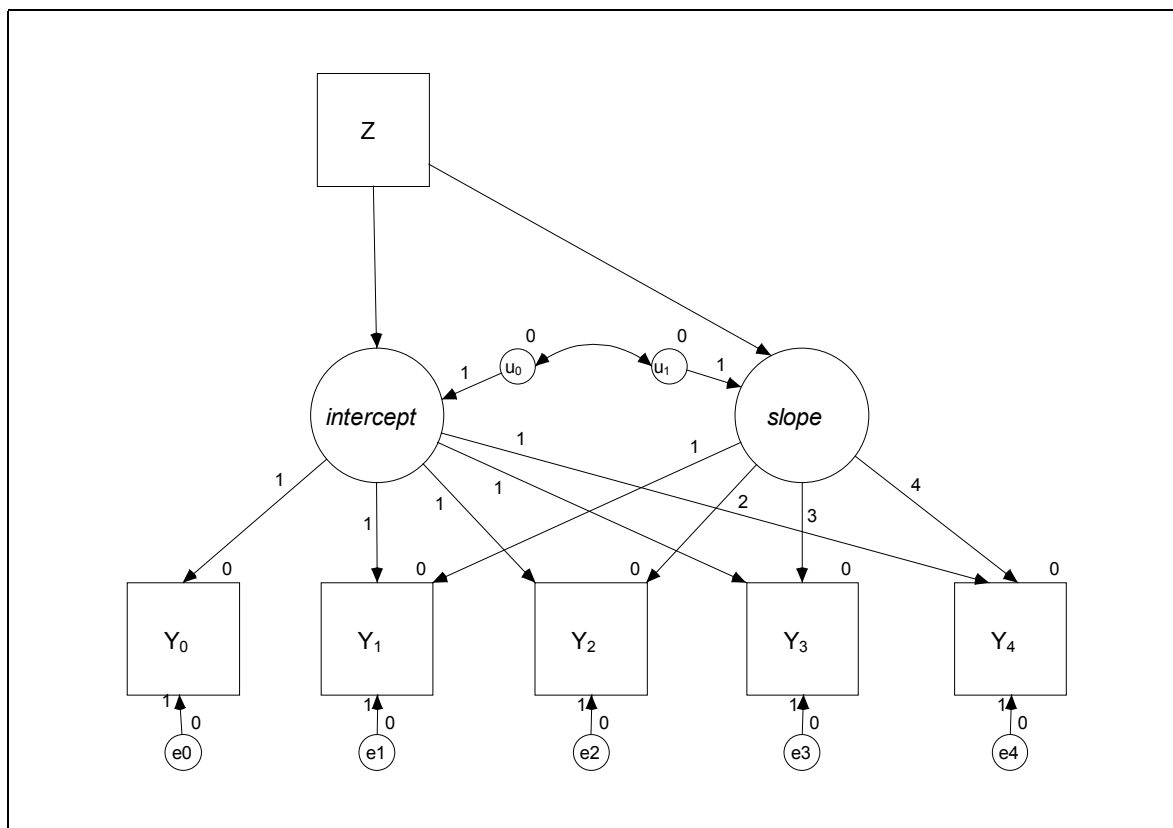 Z
0 0
1 u₀ u₁ 1
intercept slope
1 1 1 1 1 1 2 3 4
0 0 0 0 0
Y₀ Y₁ Y₂ Y₃ Y₄
1 1 1 1 1
0 0 0 0 0
e0 e1 e2 e3 e4